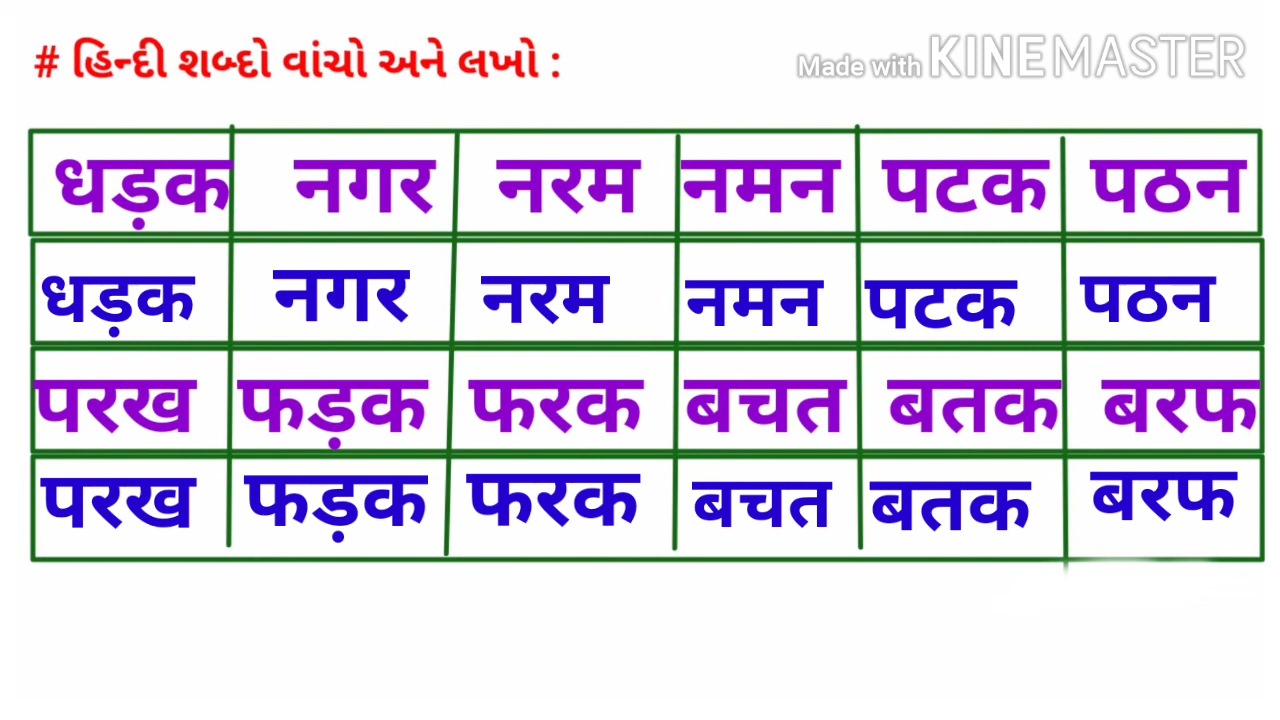 # હિન્દી શબ્દો વાંચો અને લખો :
Made with KINEMASTER
धड़क नगर नरम नमन पटक पठन
धड़क नगर नरम नमन पटक पठन
परख फड़क फरक बचत बतक बरफ
परख फड़क फरक बचत बतक बरफ